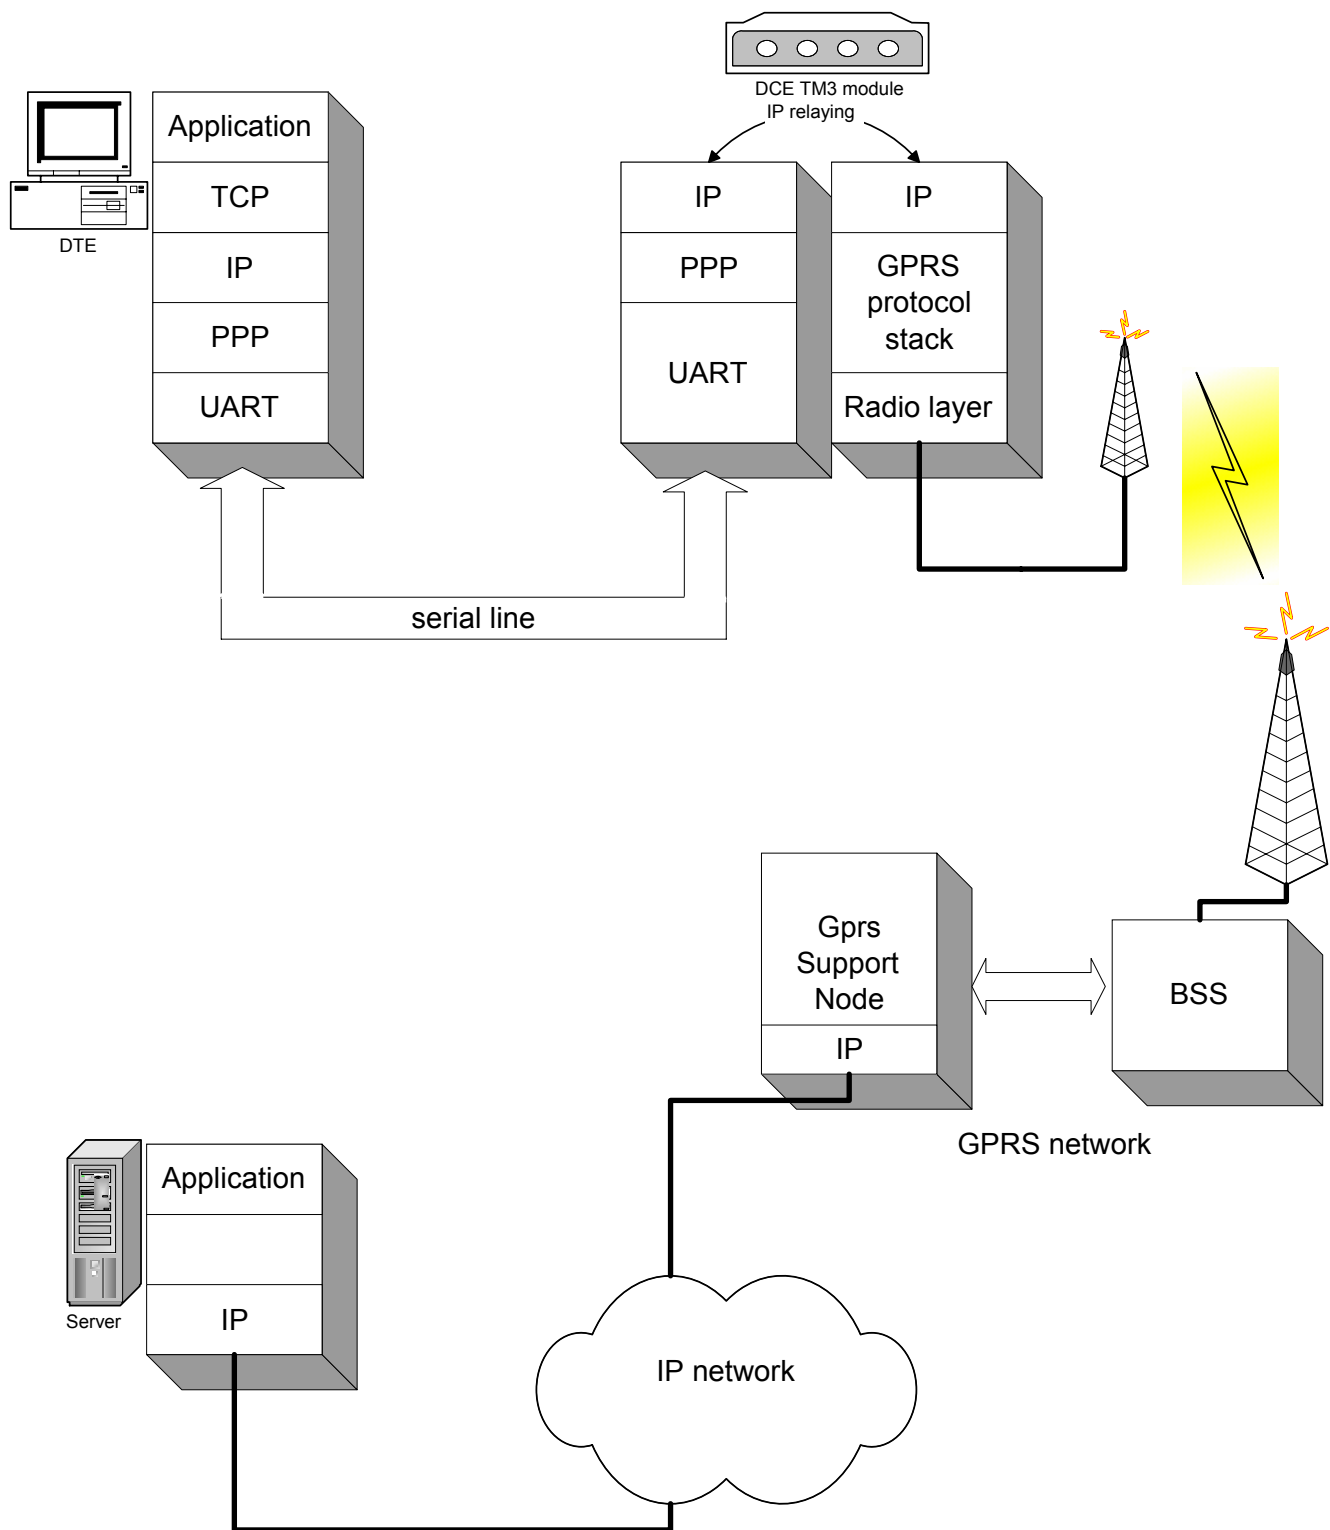 DCE TM3 module
IP relaying
Application
TCP
IP
PPP
UART
DTE
IP
PPP
UART
IP
GPRS
protocol
stack
Radio layer
serial line
Gprs
Support
Node
IP
BSS
GPRS network
Application
IP
Server
IP network